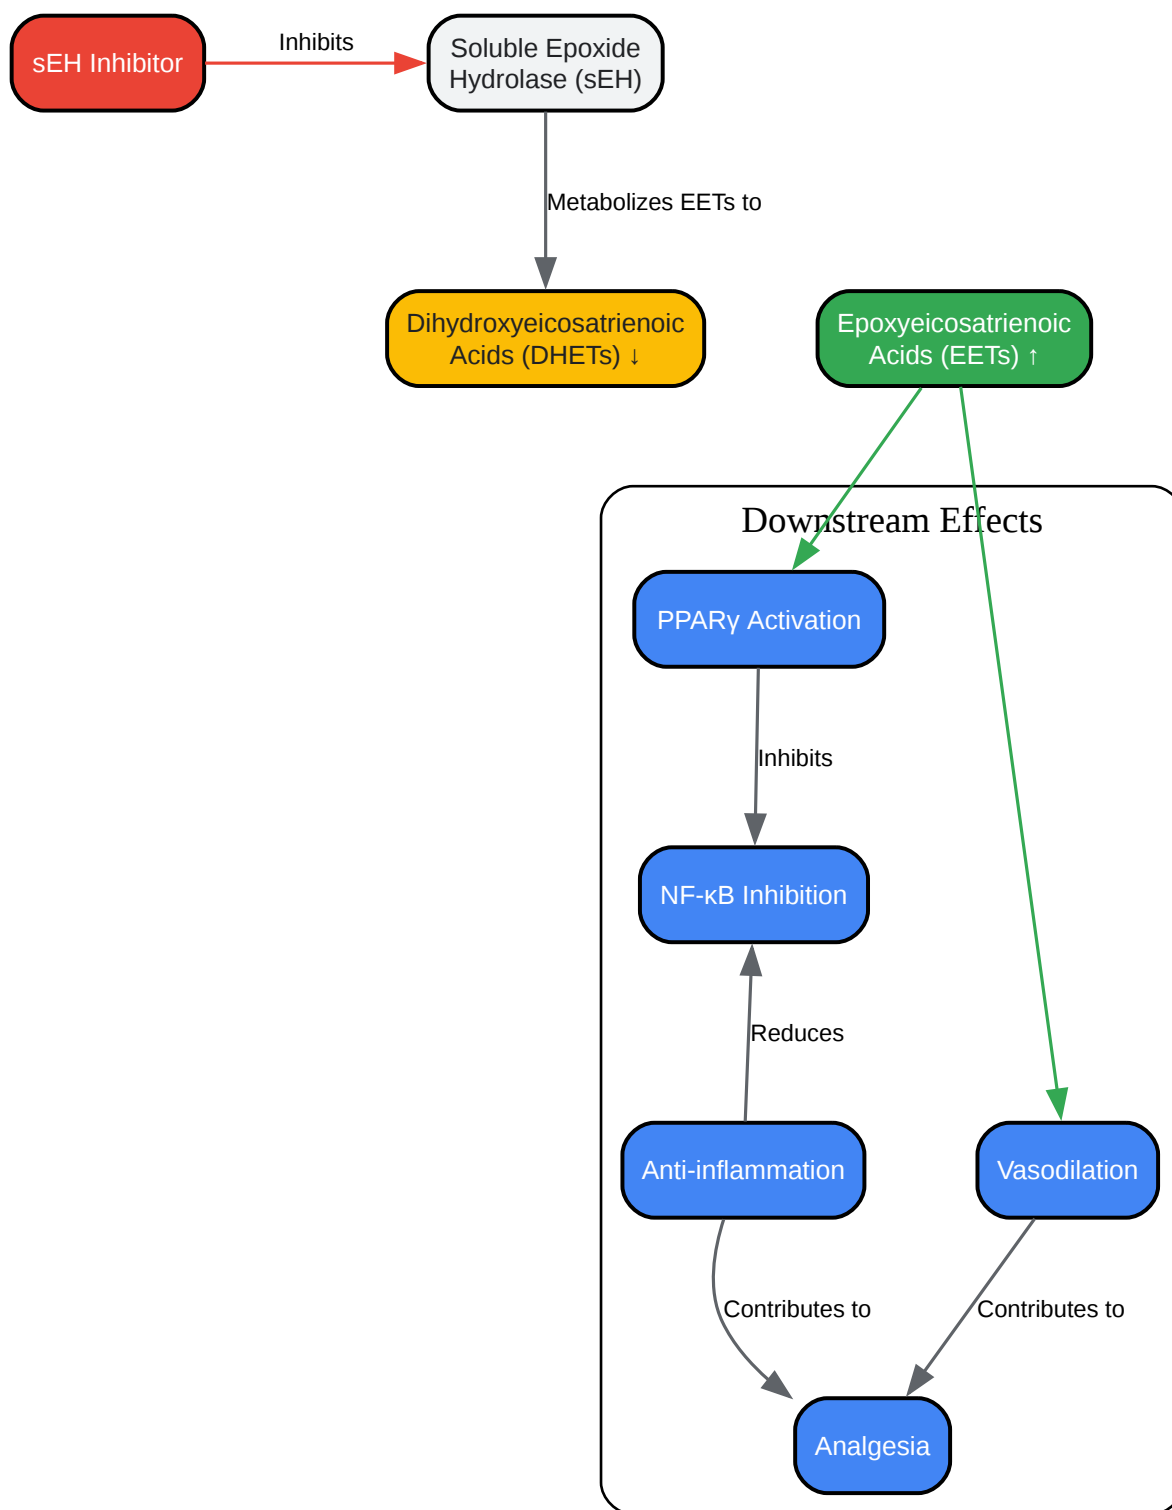 sEH Inhibitor
Inhibits
Soluble Epoxide
Hydrolase (sEH)
Metabolizes EETs to
Dihydroxyeicosatrienoic
Acids (DHETs) ↓
Epoxyeicosatrienoic
Acids (EETs) ↑
Downstream Effects
PPARγ Activation
Inhibits
NF-κB Inhibition
Reduces
Anti-inflammation
Vasodilation
Contributes to
Contributes to
Analgesia